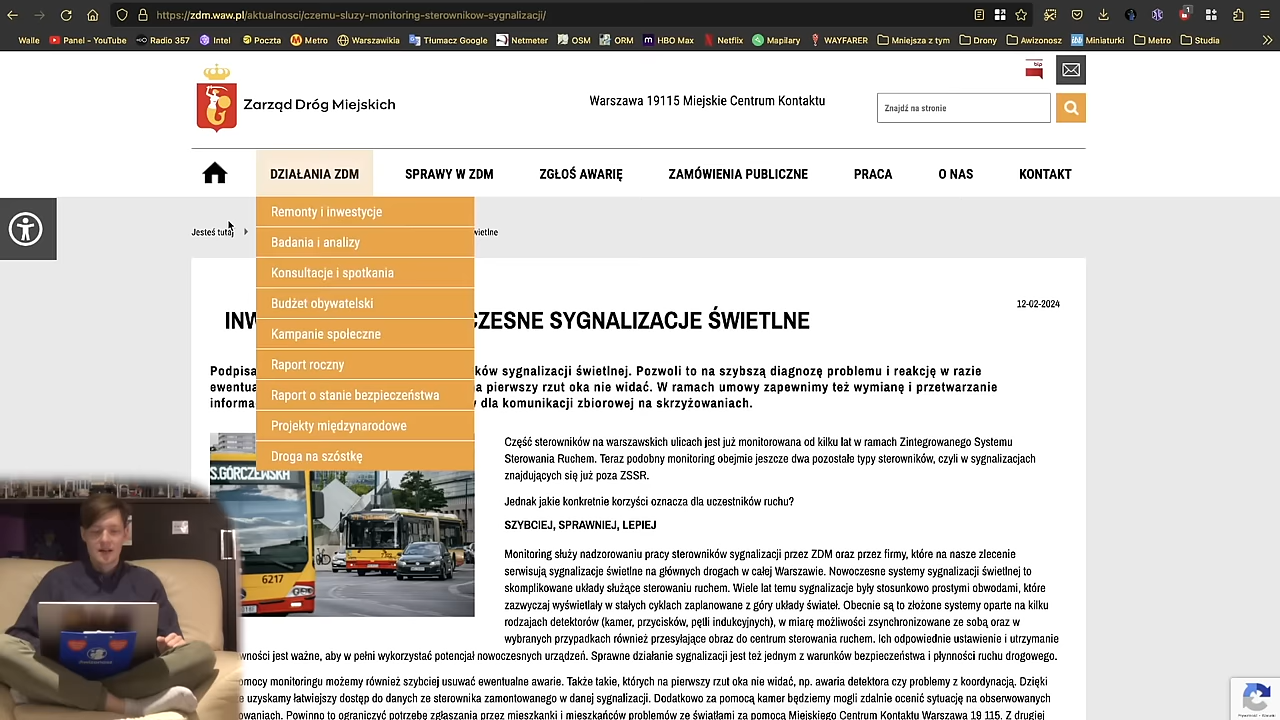 https://zdm.waw.pl/aktualnosci/czemu-sluzy-monitoring-sterownikow-sygnalizacji/
Walle
Panel - YouTube
Radio 357
Intel
Poczta
Metro
Warszawikia
Tłumacz Google
Netmeter
OSM
ORM
HBO Max
Netflix
Mapilary
WAYFARER
Mniejsza z tym
Drony
Awizonosz
Miniaturki
Metro
Studia
bip
Zarząd Dróg Miejskich
Warszawa 19115 Miejskie Centrum Kontaktu
Znajdź na stronie
DZIAŁANIA ZDM
SPRAWY W ZDM
ZGŁOŚ AWARIĘ
ZAMÓWIENIA PUBLICZNE
PRACA
O NAS
KONTAKT
Remonty i inwestycje
Badania i analizy
Konsultacje i spotkania
Budżet obywatelski
Kampanie społeczne
Raport roczny
Raport o stanie bezpieczeństwa
Projekty międzynarodowe
Droga na szóstkę
Jesteś tutaj
wietlne
12-02-2024
INW
CZESNE SYGNALIZACJE ŚWIETLNE
Podpisa
ków sygnalizacji świetlnej. Pozwoli to na szybszą diagnozę problemu i reakcję w razie
ewentua
a pierwszy rzut oka nie widać. W ramach umowy zapewnimy też wymianę i przetwarzanie
informa
y dla komunikacji zbiorowej na skrzyżowaniach.
S.GÓRCZEWSKA
6217
Część sterowników na warszawskich ulicach jest już monitorowana od kilku lat w ramach Zintegrowanego Systemu
Sterowania Ruchem. Teraz podobny monitoring obejmie jeszcze dwa pozostałe typy sterowników, czyli w sygnalizacjach
znajdujących się już poza ZSSR.
Jednak jakie konkretnie korzyści oznacza dla uczestników ruchu?
SZYBCIEJ, SPRAWNIEJ, LEPIEJ
Monitoring służy nadzorowaniu pracy sterowników sygnalizacji przez ZDM oraz przez firmy, które na nasze zlecenie
serwisują sygnalizacje świetlne na głównych drogach w całej Warszawie. Nowoczesne systemy sygnalizacji świetlnej to
skomplikowane układy służące sterowaniu ruchem. Wiele lat temu sygnalizacje były stosunkowo prostymi obwodami, które
zazwyczaj wyświetlały w stałych cyklach zaplanowane z góry układy świateł. Obecnie są to złożone systemy oparte na kilku
rodzajach detektorów (kamer, przycisków, pętli indukcyjnych), w miarę możliwości zsynchronizowane ze sobą oraz w
wybranych przypadkach również przesyłające obraz do centrum sterowania ruchem. Ich odpowiednie ustawienie i utrzymanie
wności jest ważne, aby w pełni wykorzystać potencjał nowoczesnych urządzeń. Sprawne działanie sygnalizacji jest też jednym z warunków bezpieczeństwa i płynności ruchu drogowego.
omocy monitoringu możemy również szybciej usuwać ewentualne awarie. Także takie, których na pierwszy rzut oka nie widać, np. awaria detektora czy problemy z koordynacją. Dzięki
e uzyskamy łatwiejszy dostęp do danych ze sterownika zamontowanego w danej sygnalizacji. Dodatkowo za pomocą kamer będziemy mogli zdalnie ocenić sytuację na obserwowanych
owaniach. Powinno to ograniczyć potrzebę zgłaszania przez mieszkanki i mieszkańców problemów ze światłami za pomocą Miejskiego Centrum Kontaktu Warszawa 19 115. Z drugiej